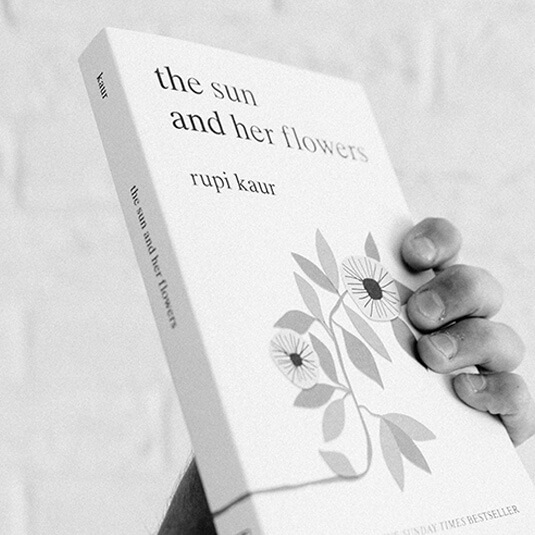 the sun
and her flowers
rupi kaur
kaur
the sun and her flowers
SUNDAY TIMES BESTSELLER